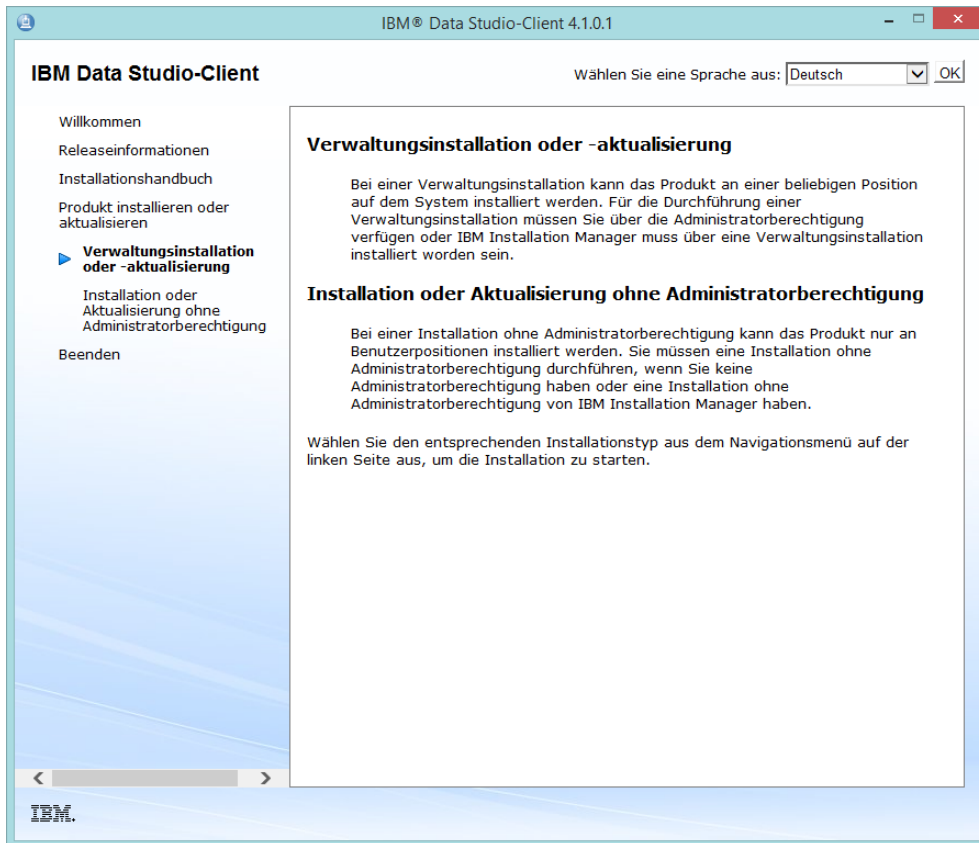 IBM® Data Studio-Client 4.1.0.1
IBM Data Studio-Client
Wählen Sie eine Sprache aus: Deutsch OK
Willkommen
Releaseinformationen
Installationshandbuch
Produkt installieren oder
aktualisieren
Verwaltungsinstallation
oder -aktualisierung
Installation oder
Aktualisierung ohne
Administratorberechtigung
Beenden
Verwaltungsinstallation oder -aktualisierung
Bei einer Verwaltungsinstallation kann das Produkt an einer beliebigen Position
auf dem System installiert werden. Für die Durchführung einer
Verwaltungsinstallation müssen Sie über die Administratorberechtigung
verfügen oder IBM Installation Manager muss über eine Verwaltungsinstallation
installiert worden sein.
Installation oder Aktualisierung ohne Administratorberechtigung
Bei einer Installation ohne Administratorberechtigung kann das Produkt nur an
Benutzerpositionen installiert werden. Sie müssen eine Installation ohne
Administratorberechtigung durchführen, wenn Sie keine
Administratorberechtigung haben oder eine Installation ohne
Administratorberechtigung von IBM Installation Manager haben.
Wählen Sie den entsprechenden Installationstyp aus dem Navigationsmenü auf der
linken Seite aus, um die Installation zu starten.
IBM.